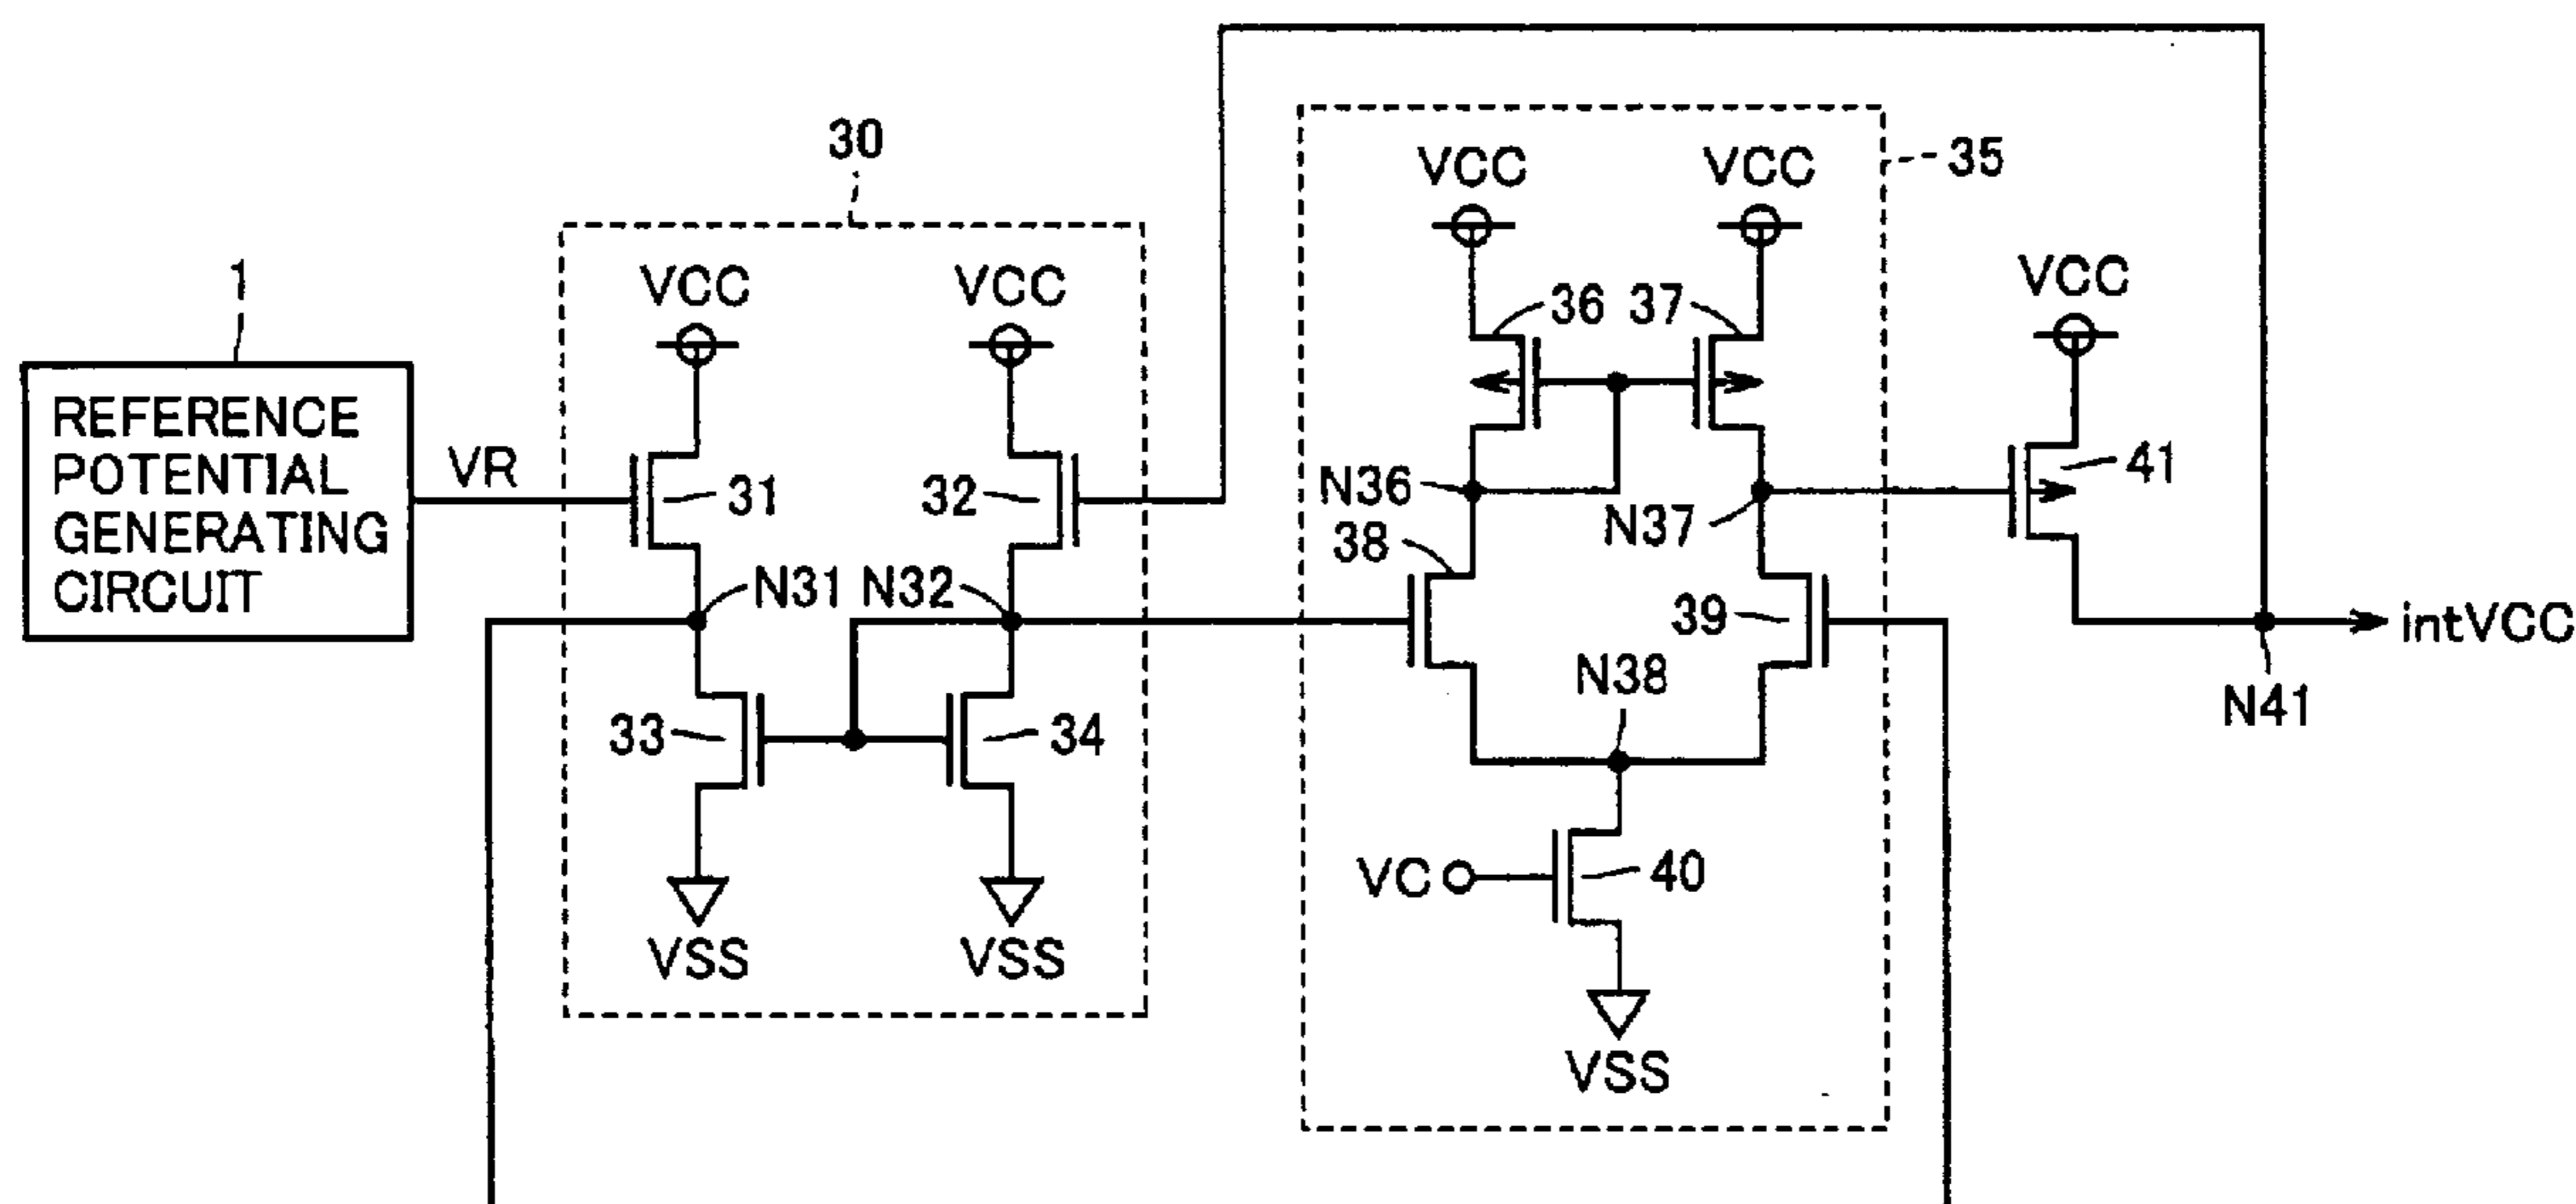 1
REFERENCE
POTENTIAL
GENERATING
CIRCUIT
VR
30
VCC
VCC
31
32
N31
N32
33
34
VSS
VSS
35
VCC
VCC
36
37
N36
N37
38
39
N38
VC
40
VSS
VCC
41
intVCC
N41